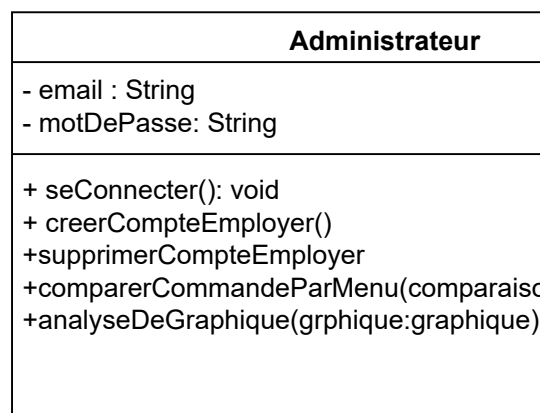 Administrateur
- email : String
- motDePasse: String
+ seConnecter(): void
+ creerCompteEmployer()
+supprimerCompteEmployer
+comparerCommandeParMenu(comparaiso
+analyseDeGraphique(grphique:graphique)